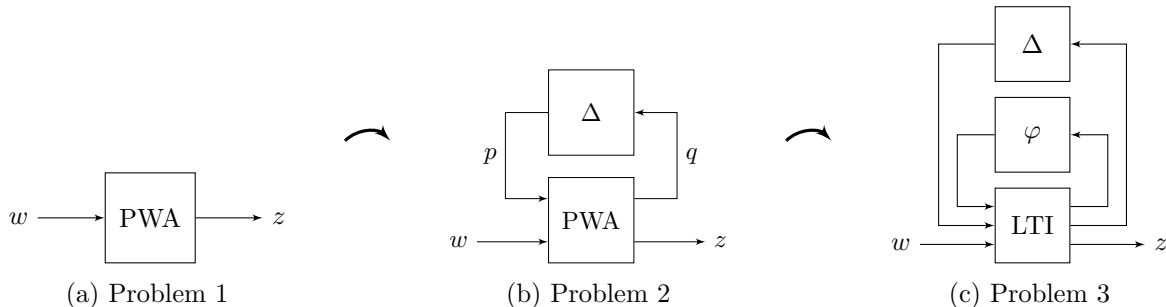 w
PWA
z
(a) Problem 1
Δ
p
q
w
PWA
z
(b) Problem 2
Δ
φ
LTI
w
z
(c) Problem 3